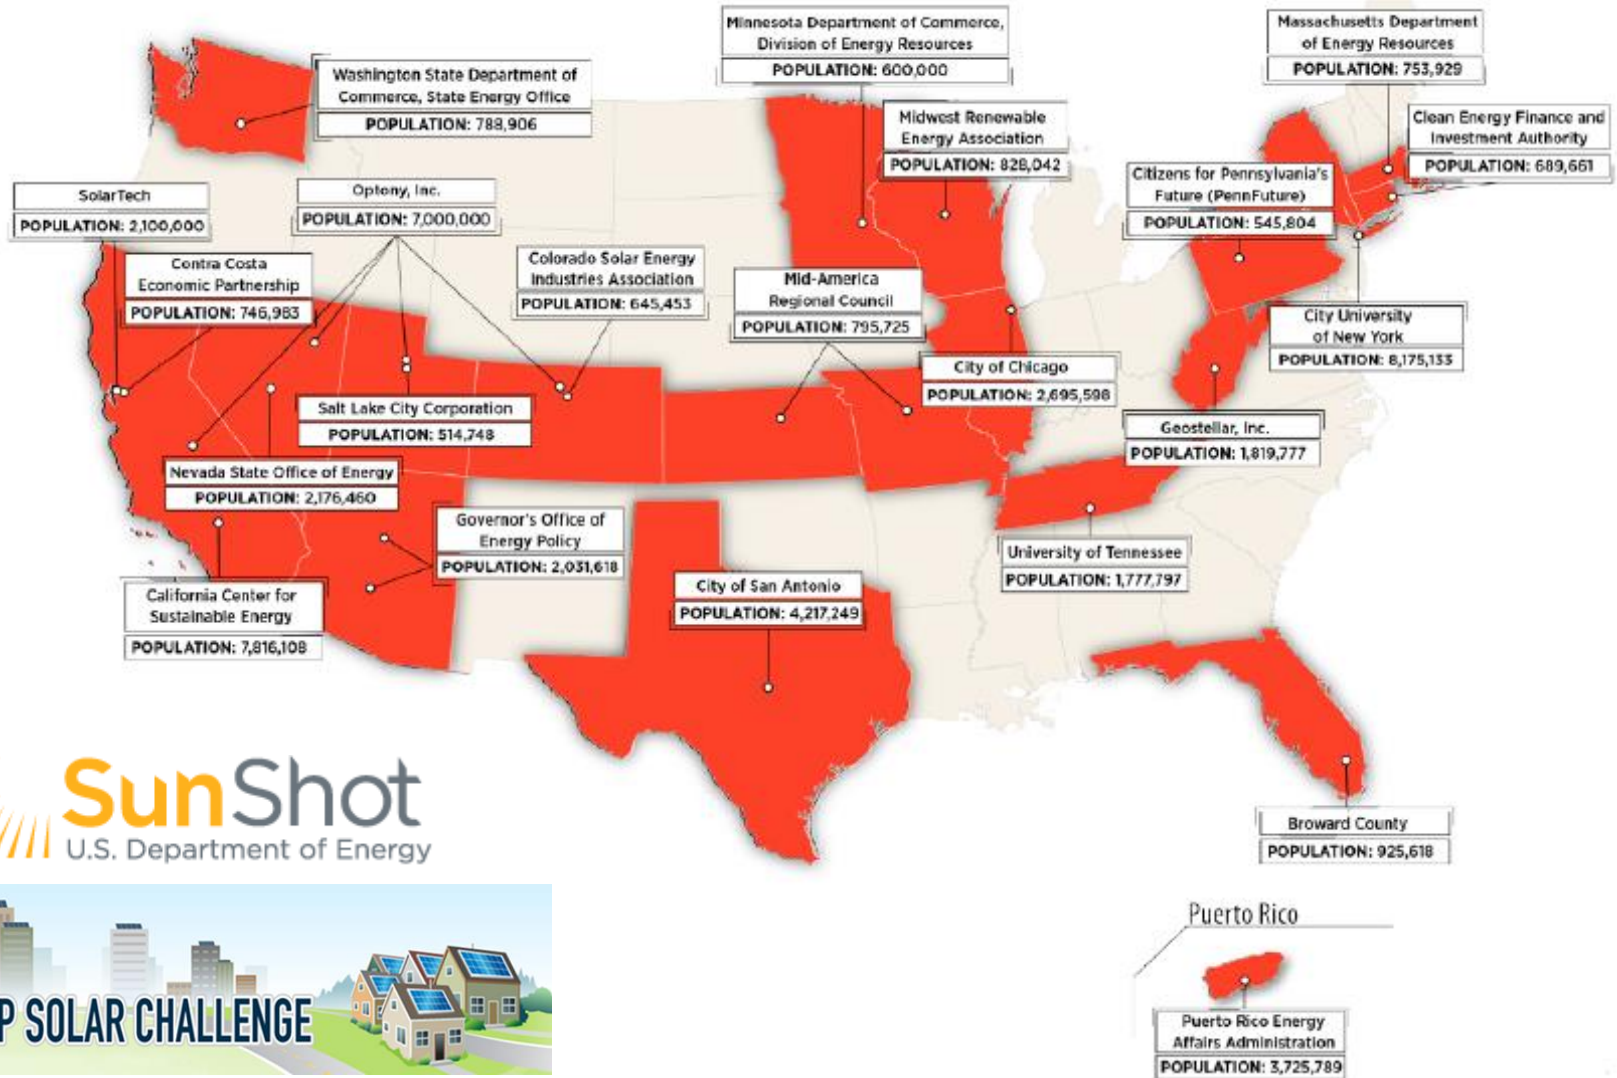 Minnesota Department of Commerce,
Division of Energy Resources
POPULATION: 600,000
Massachusetts Department
of Energy Resources
POPULATION: 753,929
Washington State Department of
Commerce, State Energy Office
POPULATION: 788,906
Midwest Renewable
Energy Association
POPULATION: 828,042
Clean Energy Finance and
Investment Authority
POPULATION: 689,661
Citizens for Pennsylvania's
Future (PennFuture)
POPULATION: 545,804
SolarTech
POPULATION: 2,100,000
Optony, Inc.
POPULATION: 7,000,000
Contra Costa
Economic Partnership
POPULATION: 746,983
Colorado Solar Energy
Industries Association
POPULATION: 645,453
Mid-America
Regional Council
POPULATION: 795,725
City University
of New York
POPULATION: 8,175,133
City of Chicago
POPULATION: 2,695,598
Salt Lake City Corporation
POPULATION: 514,748
Geostellar, Inc.
POPULATION: 1,819,777
Nevada State Office of Energy
POPULATION: 2,176,460
Governor's Office of
Energy Policy
POPULATION: 2,031,618
University of Tennessee
POPULATION: 1,777,797
City of San Antonio
POPULATION: 4,217,249
California Center for
Sustainable Energy
POPULATION: 7,816,108
SunShot
U.S. Department of Energy
Broward County
POPULATION: 925,618
Puerto Rico
P SOLAR CHALLENGE
Puerto Rico Energy
Affairs Administration
POPULATION: 3,725,789